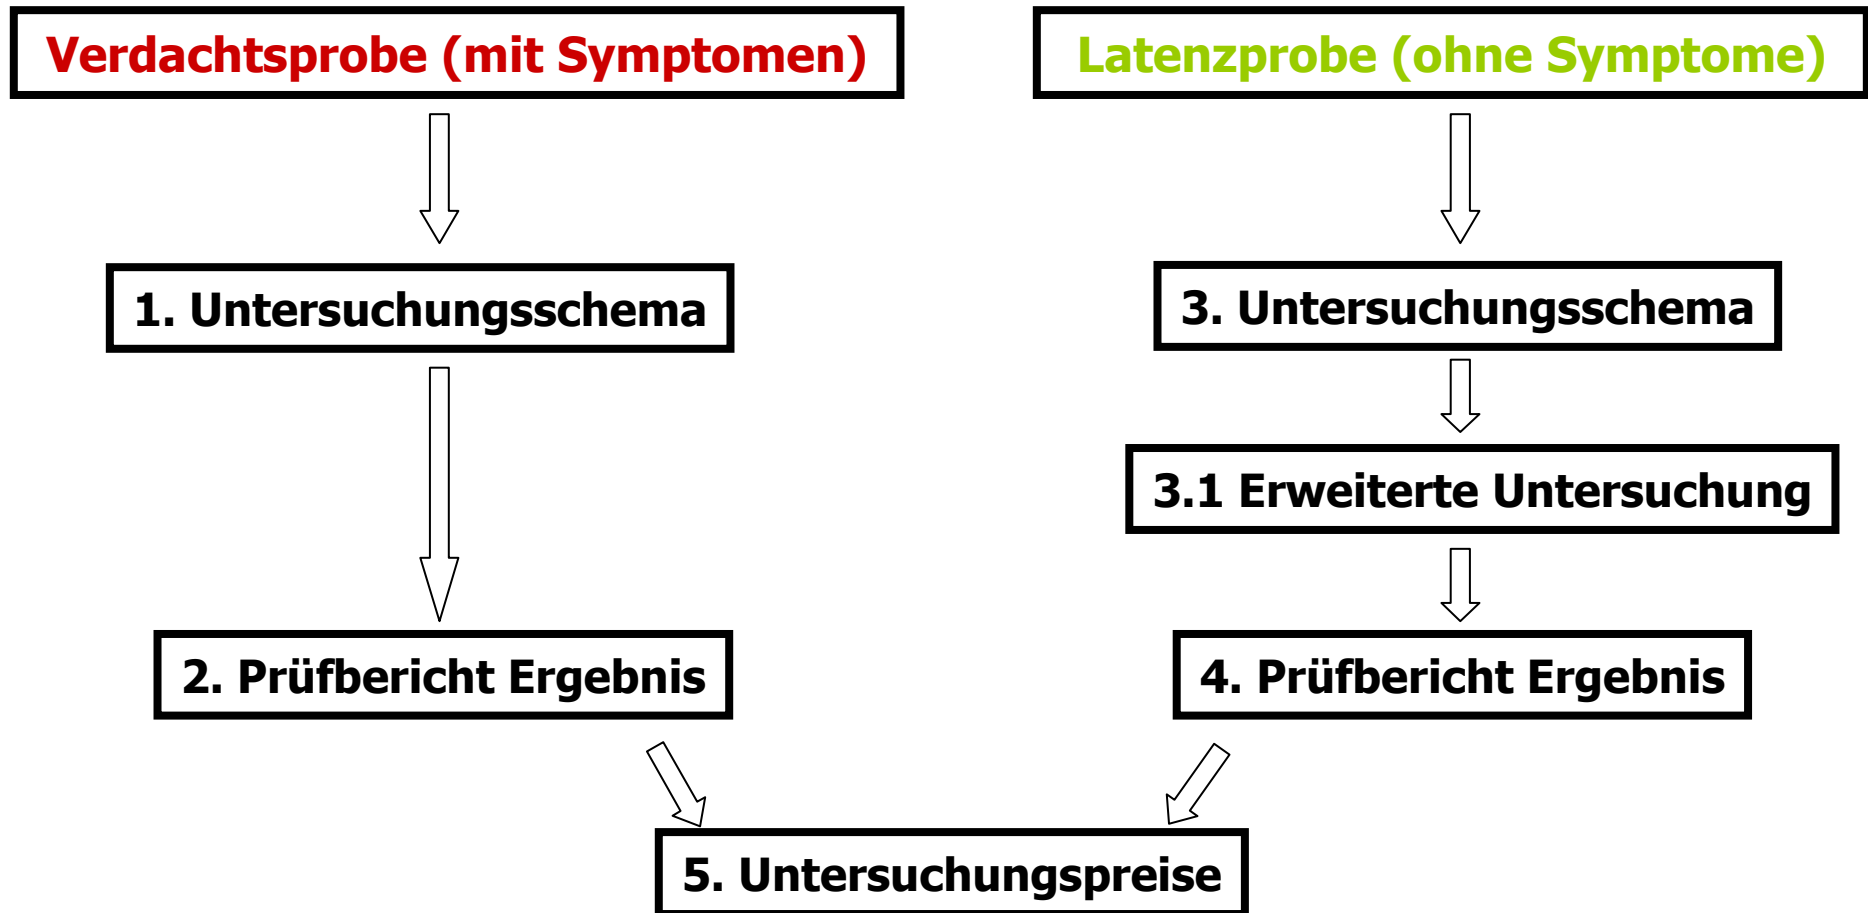 Verdachtsprobe (mit Symptomen)
Latenzprobe (ohne Symptome)
1. Untersuchungsschema
3. Untersuchungsschema
3.1 Erweiterte Untersuchung
2. Prüfbericht Ergebnis
4. Prüfbericht Ergebnis
5. Untersuchungspreise